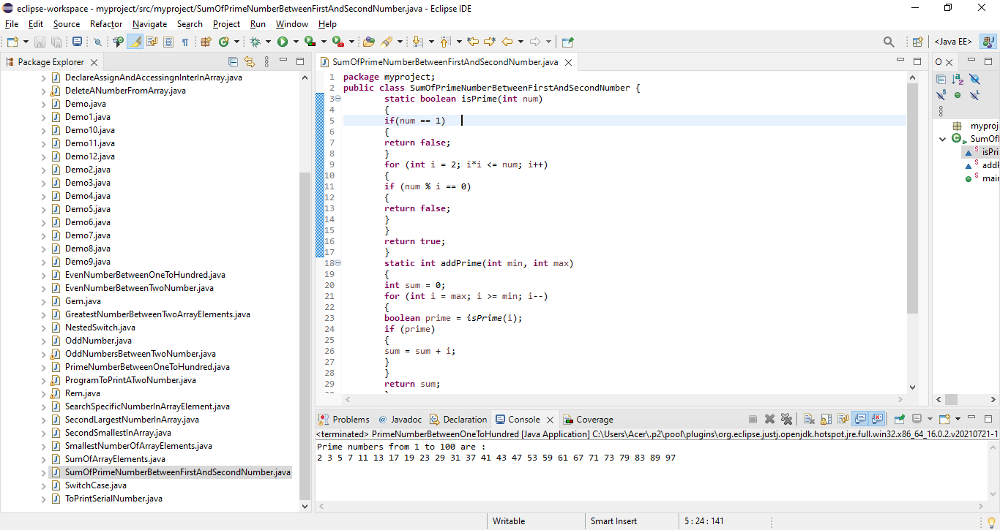 eclipse-workspace - myproject/src/myproject/SumOfPrimeNumberBetweenFirstAndSecondNumber.java - Eclipse IDE
File Edit Source Refactor Navigate Search Project Run Window Help
<Java EE>
Package Explorer
DeclareAssignAndAccessingnInterInArray.java
DeleteANumberFromArray.java
Demo.java
Demo1.java
Demo10.java
Demo11.java
Demo12.java
Demo2.java
Demo3.java
Demo4.java
Demo5.java
Demo6.java
Demo7.java
Demo8.java
Demo9.java
EvenNumberBetweenOneToHundred.java
EvenNumberBetweenTwoNumber.java
Gem.java
GreatestNumberBetweenTwoArrayElements.java
NestedSwitch.java
OddNumber.java
OddNumbersBetweenTwoNumber.java
PrimeNumberBetweenOneToHundred.java
ProgramToPrintATwoNumber.java
Rem.java
SearchSpecificNumberInArrayElement.java
SecondLargestNumberInArray.java
SecondSmallestInArray.java
SmallestNumberOfArrayElements.java
SumOfArrayElements.java
SumOfPrimeNumberBetweenFirstAndSecondNumber.java
SwitchCase.java
ToPrintSerialNumber.java
SumOfPrimeNumberBetweenFirstAndSecondNumber.java
1 package myproject;
2 public class SumOfPrimeNumberBetweenFirstAndSecondNumber {
3 static boolean isPrime(int num)
4 {
5 if(num == 1)
6 {
7 return false;
8 }
9 for (int i = 2; i*i <= num; i++)
10 {
11 if (num % i == 0)
12 {
13 return false;
14 }
15 }
16 return true;
17 }
18 static int addPrime(int min, int max)
19 {
20 int sum = 0;
21 for (int i = max; i >= min; i--)
22 {
23 boolean prime = isPrime(i);
24 if (prime)
25 {
26 sum = sum + i;
27 }
28 }
29 return sum;
O
myproj
SumOf
isPri
addP
main
Problems @ Javadoc Declaration Console Coverage
<terminated> PrimeNumberBetweenOneToHundred [Java Application] C:\Users\Acer\.p2\pool\plugins\org.eclipse.justj.openjdk.hotspot.jre.full.win32.x86_64_16.0.2.v20210721-1
Prime numbers from 1 to 100 are :
2 3 5 7 11 13 17 19 23 29 31 37 41 43 47 53 59 61 67 71 73 79 83 89 97
Writable Smart Insert 5 : 24 : 141